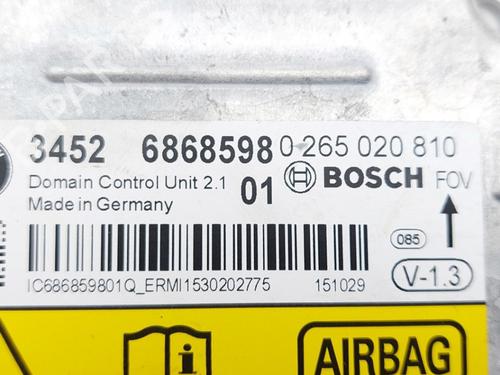 3452 6868598 0 265 020 810
Domain Control Unit 2.1 01 BOSCH FOV
Made in Germany
085
IC686859801Q_ERMI1530202775 151029
V-1.3
AIRBAG